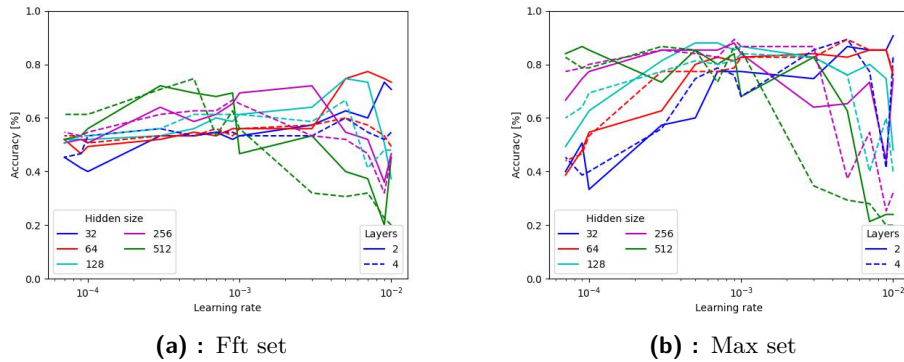 1.0
0.8
0.6
0.4
0.2
0.0
Accuracy [%]
Hidden size
32 256
64 512
128
Layers
2
4
10⁻⁴ 10⁻³ 10⁻²
Learning rate
(a) : Fft set
1.0
0.8
0.6
0.4
0.2
0.0
Accuracy [%]
Hidden size
32 256
64 512
128
Layers
2
4
10⁻⁴ 10⁻³ 10⁻²
Learning rate
(b) : Max set